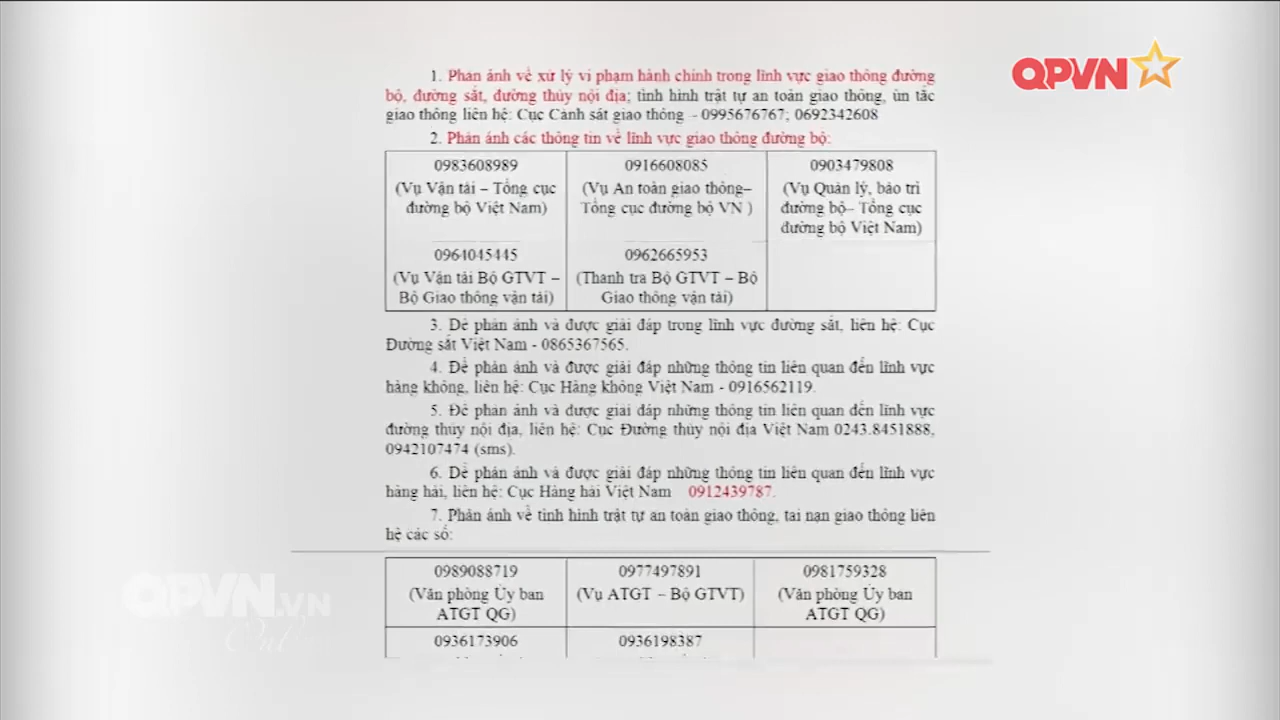 QPVN
1. Phản ánh về xử lý vi phạm hành chính trong lĩnh vực giao thông đường
bộ, đường sắt, đường thủy nội địa; tình hình trật tự an toàn giao thông, ùn tắc
giao thông liên hệ: Cục Cảnh sát giao thông - 0995676767; 0692342608
2. Phản ánh các thông tin về lĩnh vực giao thông đường bộ:
0983608989
(Vụ Vận tải – Tổng cục
đường bộ Việt Nam)
0916608085
(Vụ An toàn giao thông–
Tổng cục đường bộ VN )
0903479808
(Vụ Quản lý, bảo trì
đường bộ– Tổng cục
đường bộ Việt Nam)
0964045445
(Vụ Vận tải Bộ GTVT –
Bộ Giao thông vận tải)
0962665953
(Thanh tra Bộ GTVT – Bộ
Giao thông vận tải)
3. Để phản ánh và được giải đáp trong lĩnh vực đường sắt, liên hệ: Cục
Đường sắt Việt Nam - 0865367565.
4. Để phản ánh và được giải đáp những thông tin liên quan đến lĩnh vực
hàng không, liên hệ: Cục Hàng không Việt Nam - 0916562119.
5. Để phản ánh và được giải đáp những thông tin liên quan đến lĩnh vực
đường thủy nội địa, liên hệ: Cục Đường thủy nội địa Việt Nam 0243.8451888,
0942107474 (sms).
6. Để phản ánh và được giải đáp những thông tin liên quan đến lĩnh vực
hàng hải, liên hệ: Cục Hàng hải Việt Nam 0912439787.
7. Phản ánh về tình hình trật tự an toàn giao thông, tai nạn giao thông liên
hệ các số:
0989088719
(Văn phòng Ủy ban
ATGT QG)
0977497891
(Vụ ATGT – Bộ GTVT)
0981759328
(Văn phòng Ủy ban
ATGT QG)
0936173906
0936198387
QPVN.VN